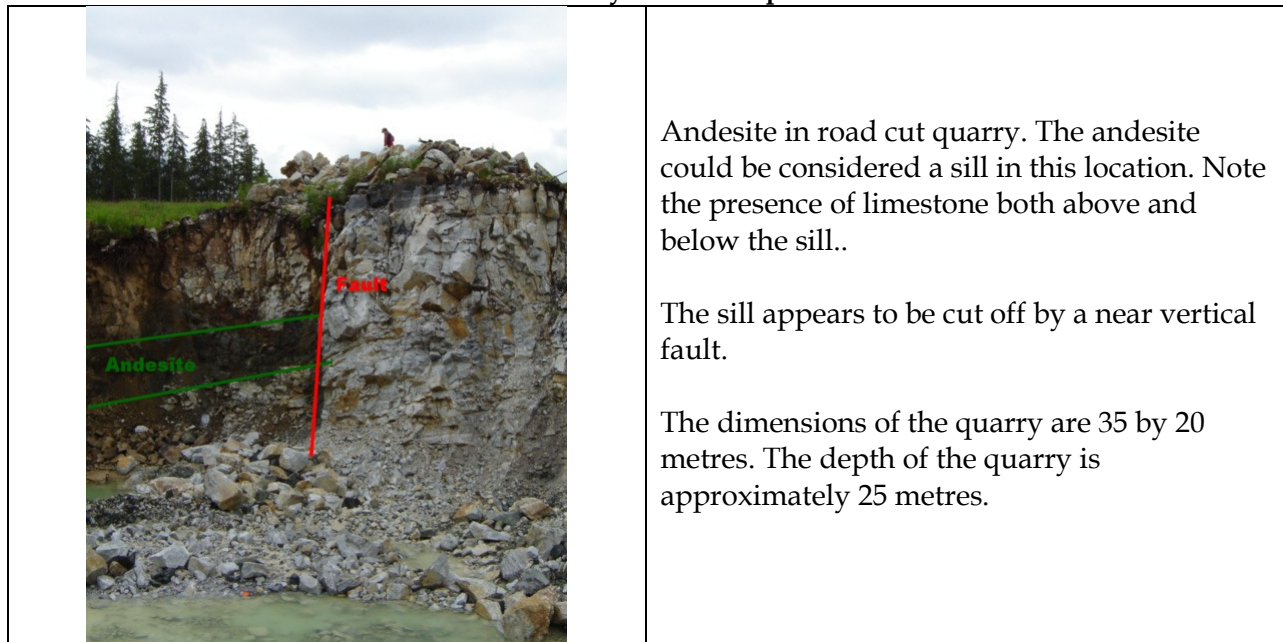 Andesite in road cut quarry. The andesite
could be considered a sill in this location. Note
the presence of limestone both above and
below the sill..
The sill appears to be cut off by a near vertical
fault.
The dimensions of the quarry are 35 by 20
metres. The depth of the quarry is
approximately 25 metres.
Fault
Andesite